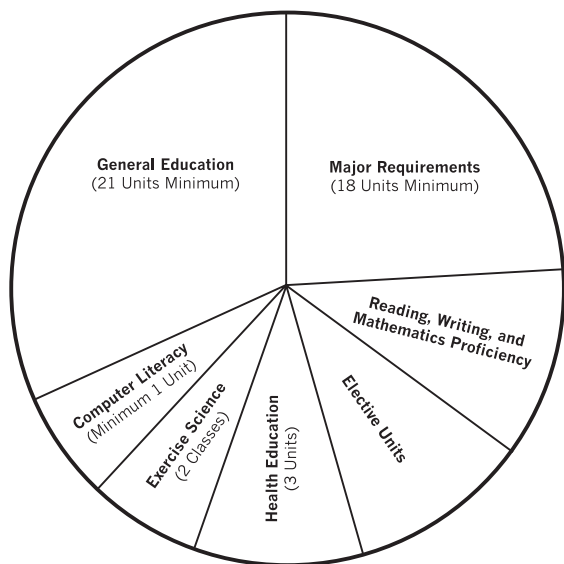 General Education
(21 Units Minimum)
Major Requirements
(18 Units Minimum)
Reading, Writing, and
Mathematics Proficiency
Elective Units
Health Education
(3 Units)
Exercise Science
(2 Classes)
Computer Literacy
(Minimum 1 Unit)